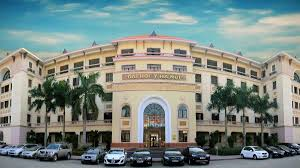 ĐẠI HỌC Y HÀ NỘI